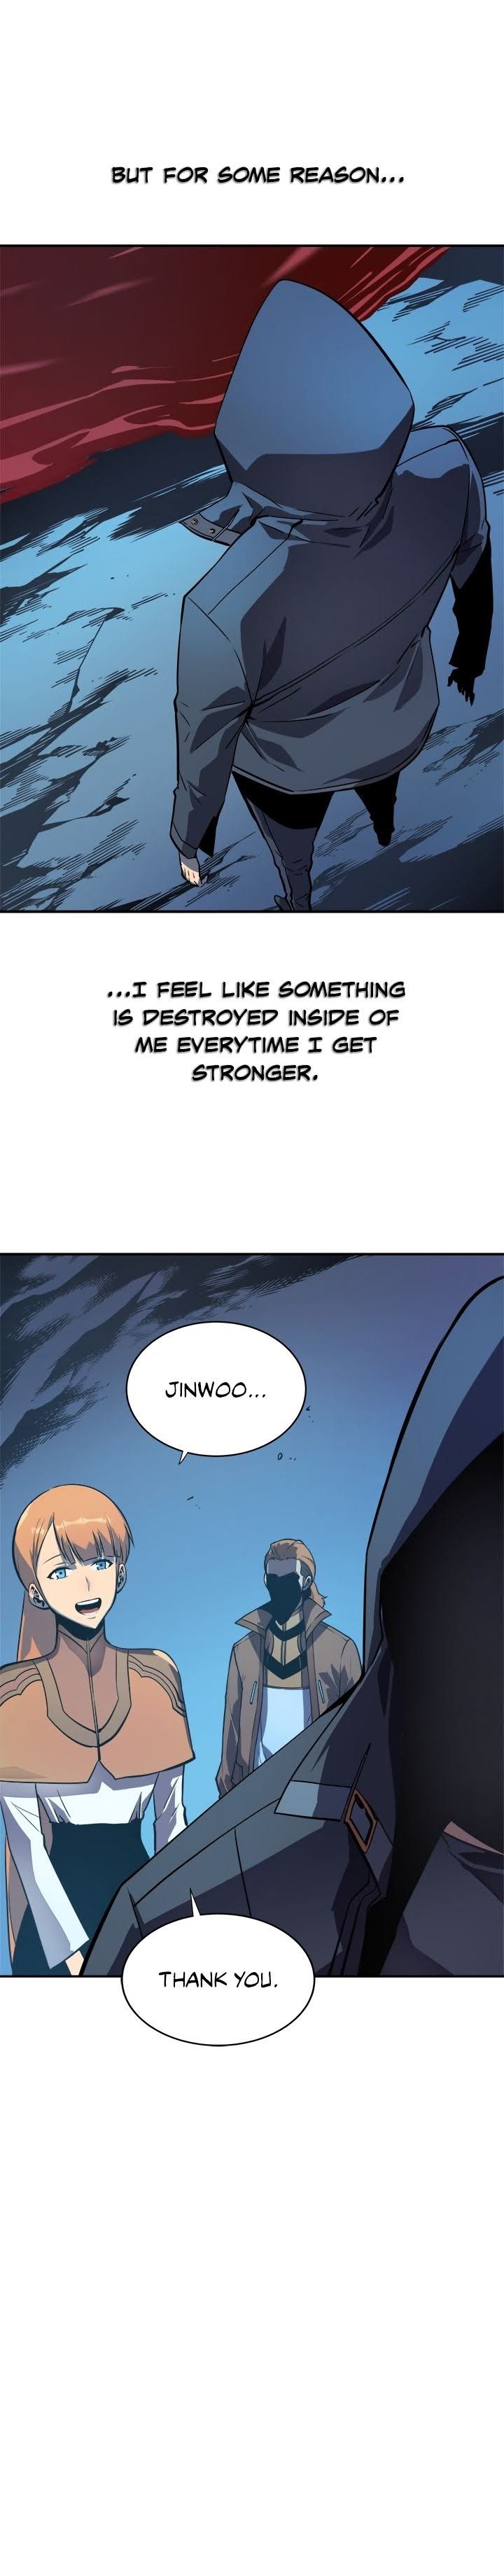 BUT FOR SOME REASON...
...I FEEL LIKE SOMETHING
IS DESTROYED INSIDE OF
ME EVERYTIME I GET
STRONGER.
JINWOO...
THANK YOU.